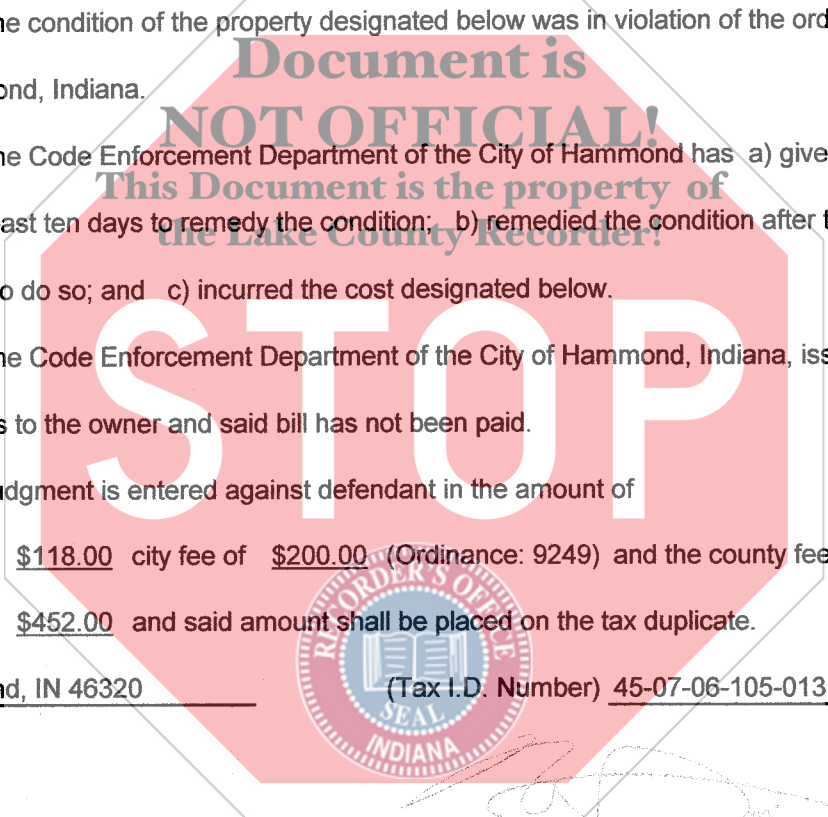 ne condition of the property designated below was in violation of the ord
Document is
ond, Indiana.
NOT OFFICIAL!
ne Code Enforcement Department of the City of Hammond has a) give
This Document is the property of
ast ten days to remedy the condition; b) remedied the condition after t
the Lake County Recorder!
o do so; and c) incurred the cost designated below.
STOP
ne Code Enforcement Department of the City of Hammond, Indiana, iss
s to the owner and said bill has not been paid.
udgment is entered against defendant in the amount of
$118.00 city fee of $200.00 (Ordinance: 9249) and the county fee
$452.00 and said amount shall be placed on the tax duplicate.
RECORDER'S OFFICE
nd, IN 46320 (Tax I.D. Number) 45-07-06-105-013
SEAL
INDIANA